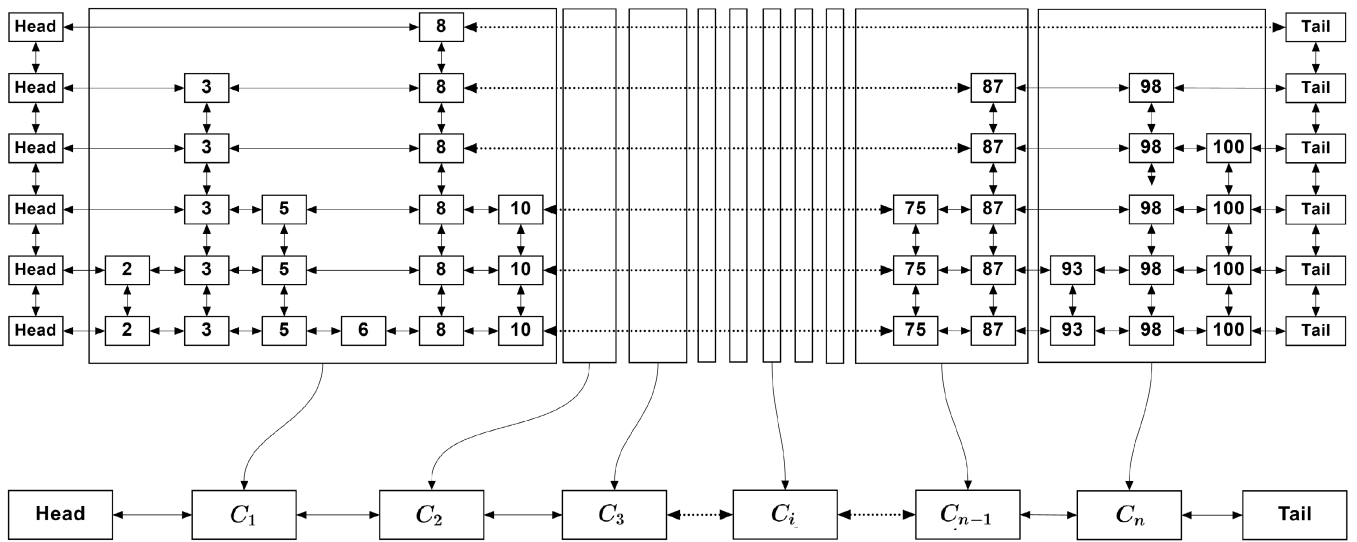 Head 8 Tail
Head 3 8 87 98 Tail
Head 3 8 87 98 100 Tail
Head 3 5 8 10 75 87 98 100 Tail
Head 2 3 5 8 10 75 87 93 98 100 Tail
Head 2 3 5 6 8 10 75 87 93 98 100 Tail
Head C₁ C₂ C₃ Cᵢ Cₙ₋₁ Cₙ Tail